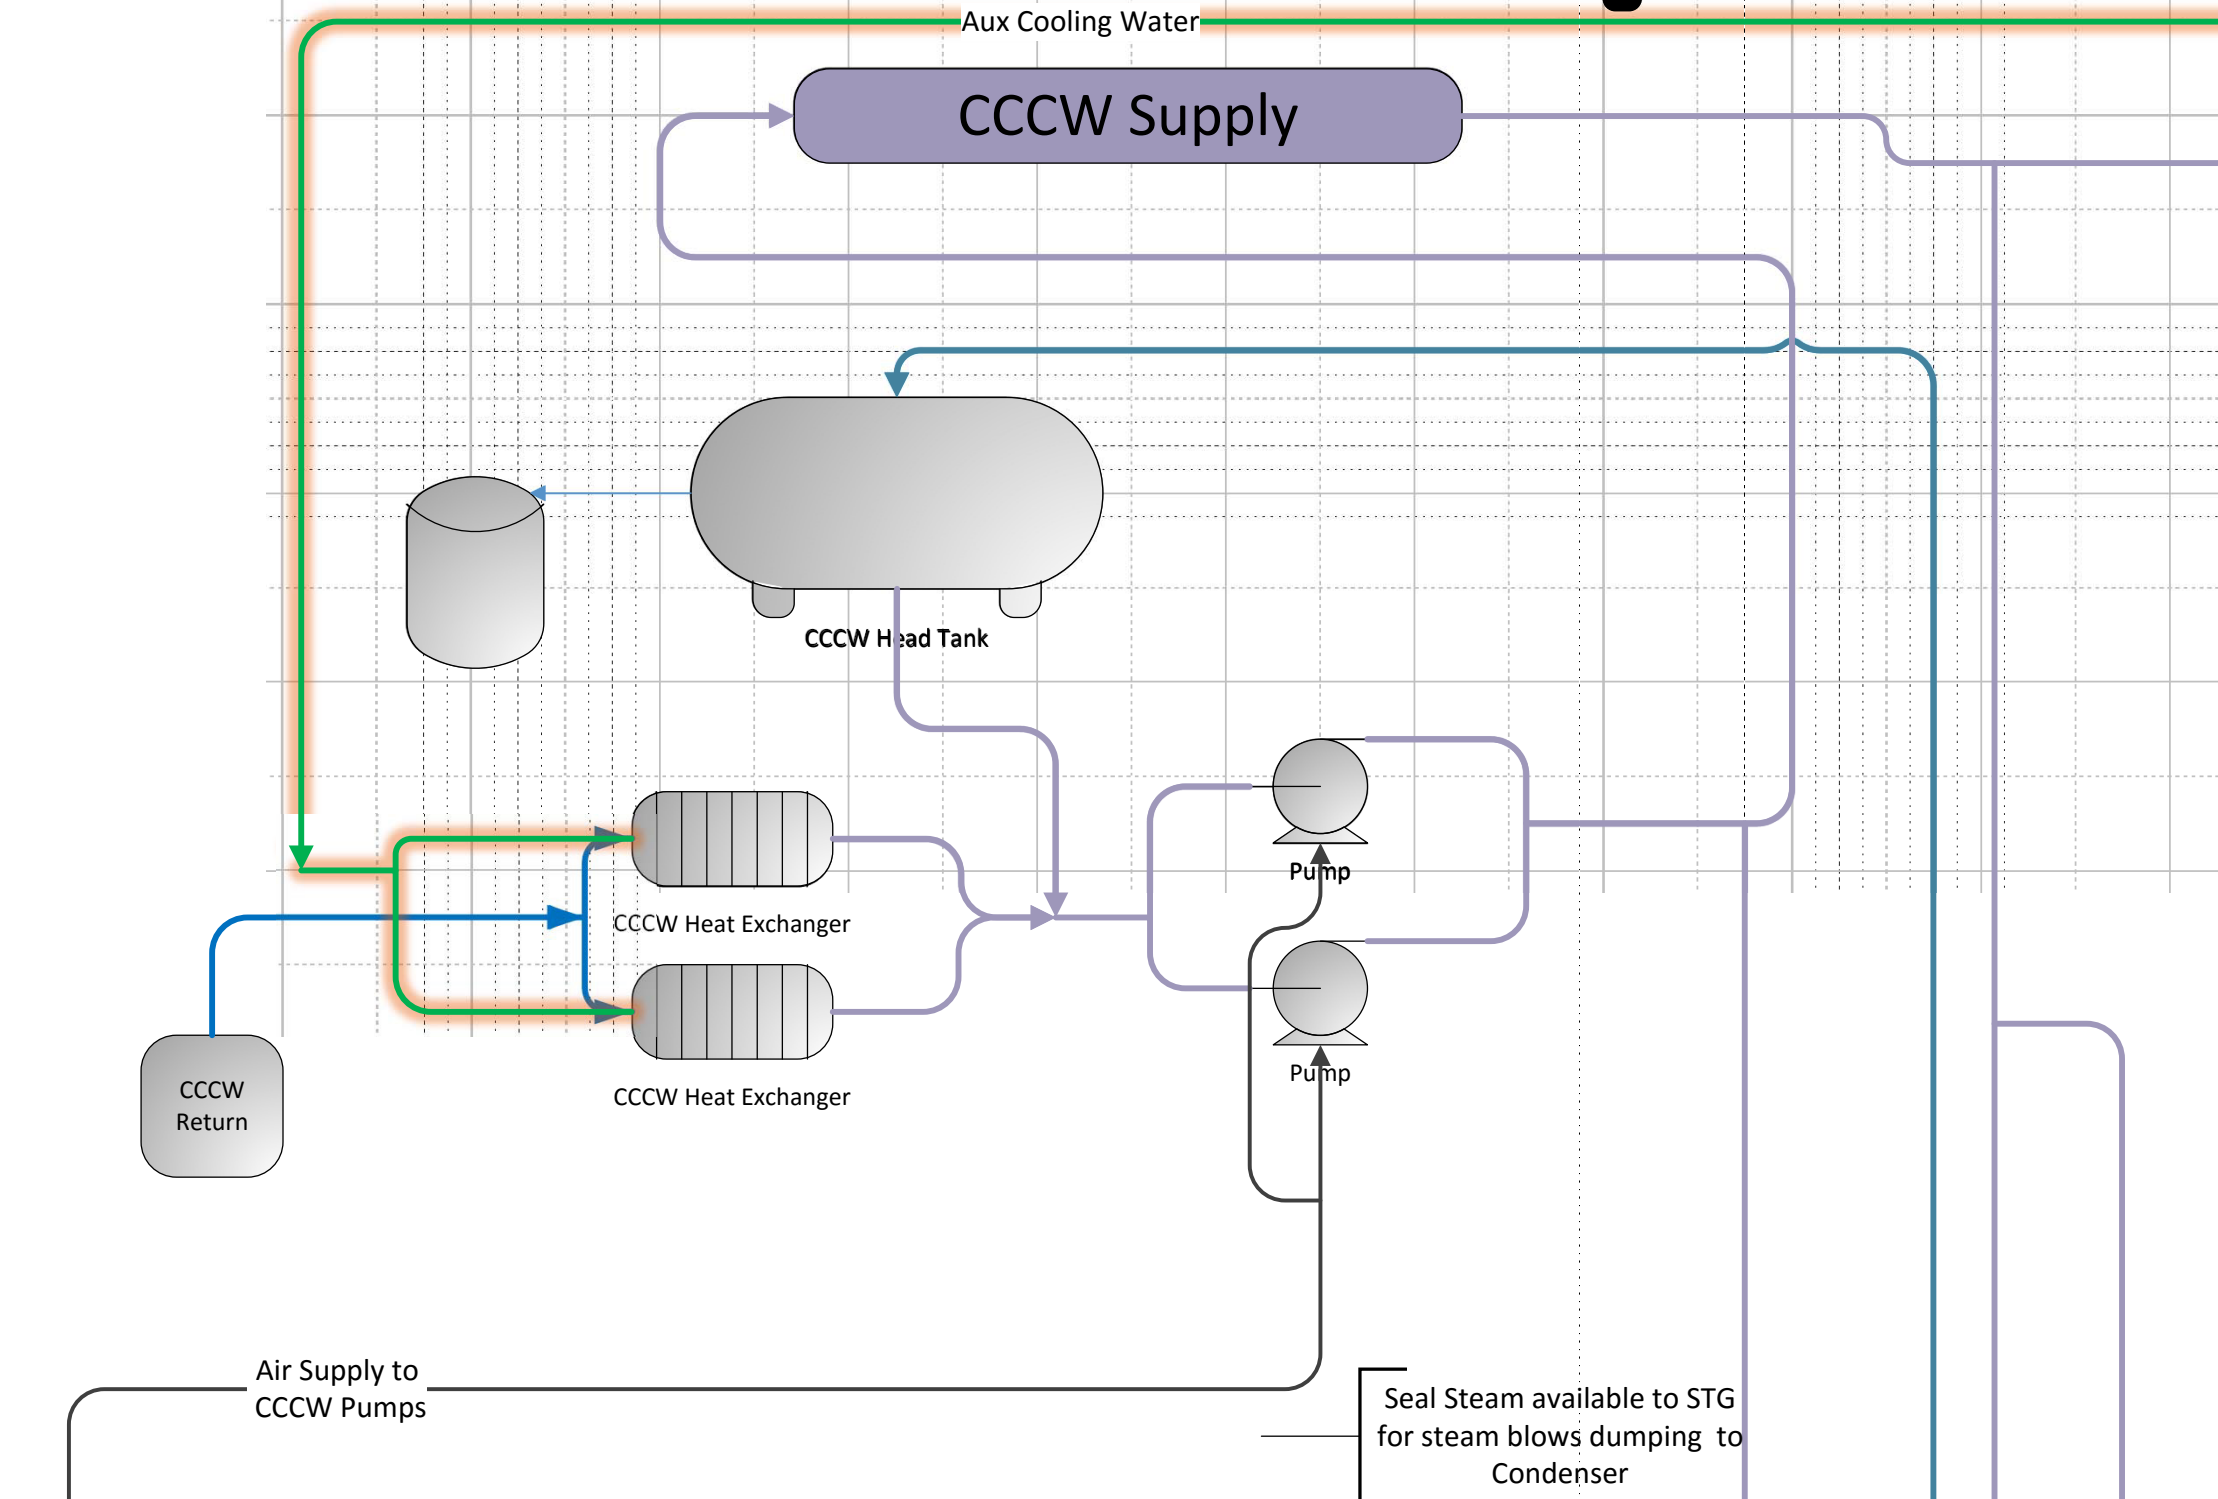 Aux Cooling Water
CCCW Supply
CCCW Head Tank
Pump
CCCW Heat Exchanger
Pump
CCCW Heat Exchanger
CCCW
Return
Air Supply to
CCCW Pumps
Seal Steam available to STG
for steam blows dumping to
Condenser